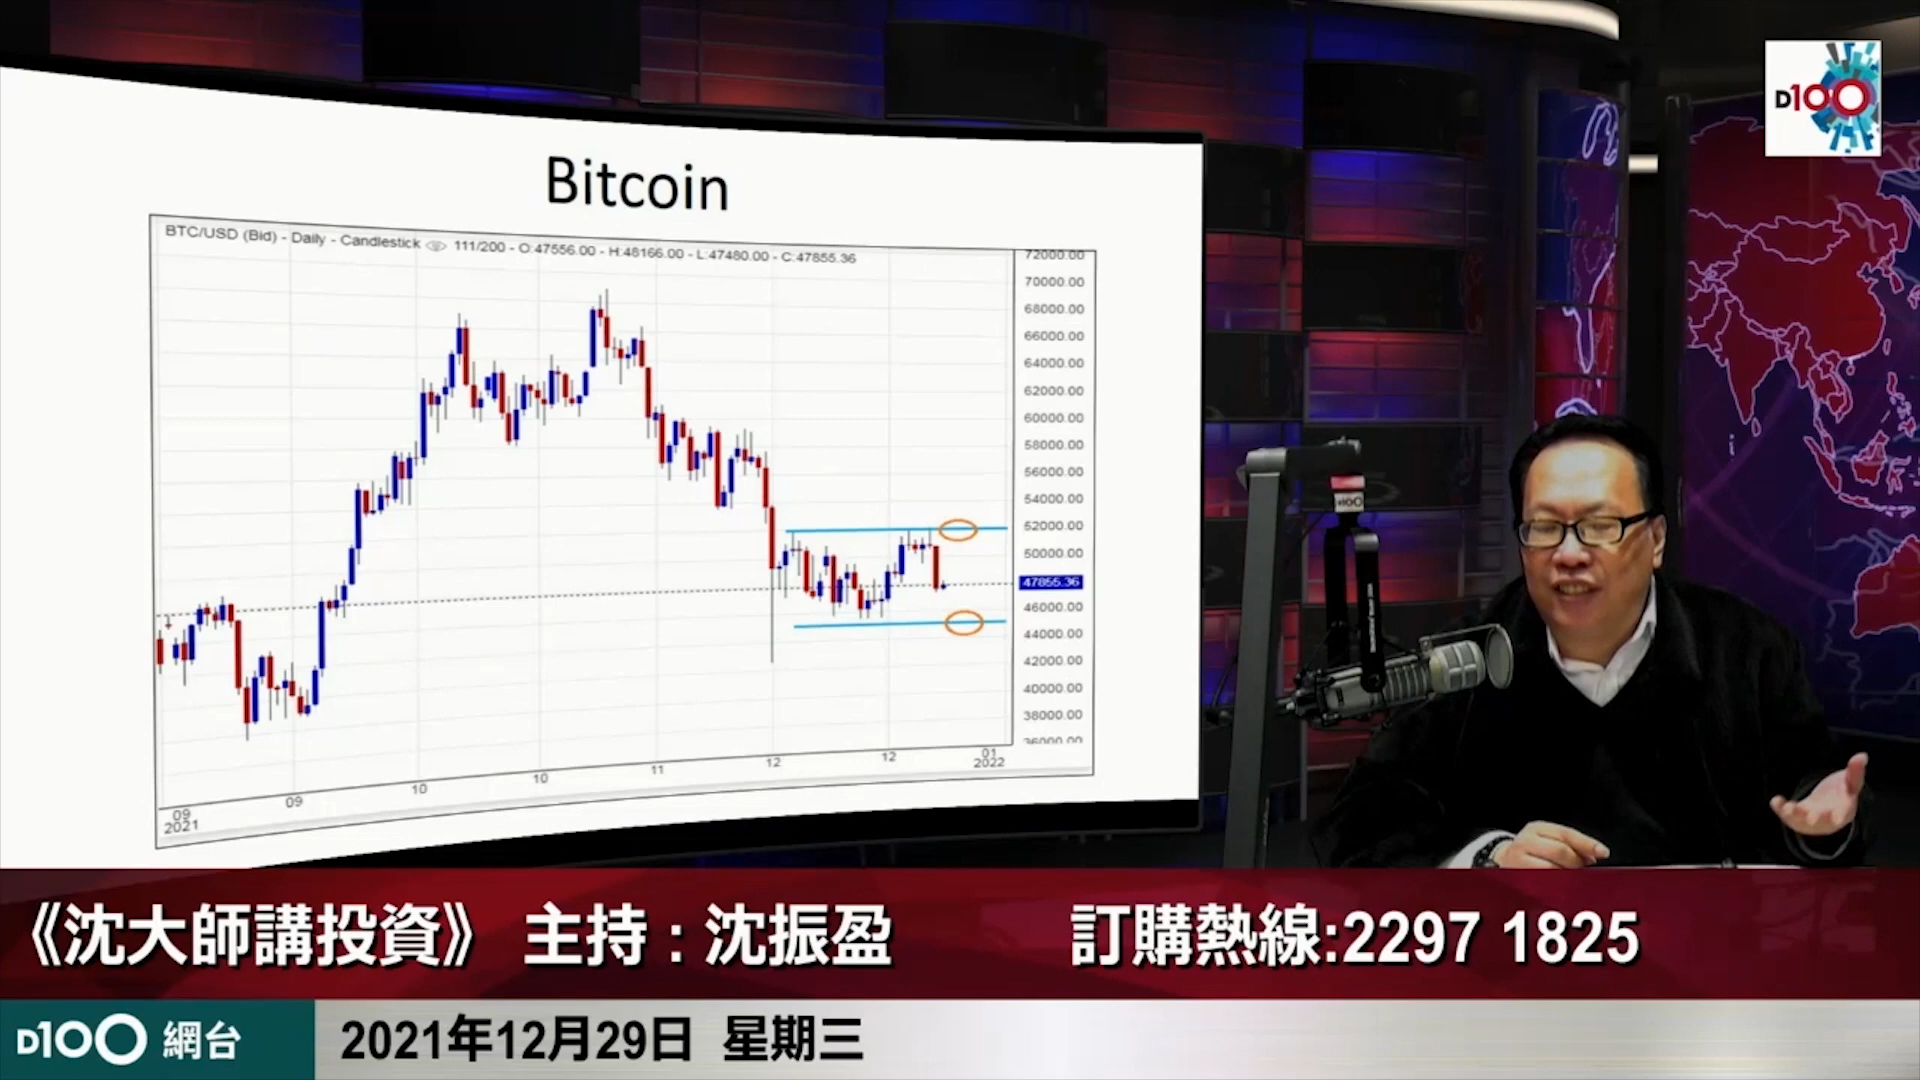 D100
Bitcoin
BTC/USD (Bid) - Daily - Candlestick 111/200 - O:47556.00 - H:48166.00 - L:47480.00 - C:47855.36
72000.00
70000.00
68000.00
66000.00
64000.00
62000.00
60000.00
58000.00
56000.00
54000.00
52000.00
50000.00
47855.36
46000.00
44000.00
42000.00
40000.00
38000.00
36000.00
09 09 10 10 11 12 12 01
2021 2022
D100
《沈大師講投資》 主持:沈振盈 訂購熱線:2297 1825
D100 網台 2021年12月29日 星期三